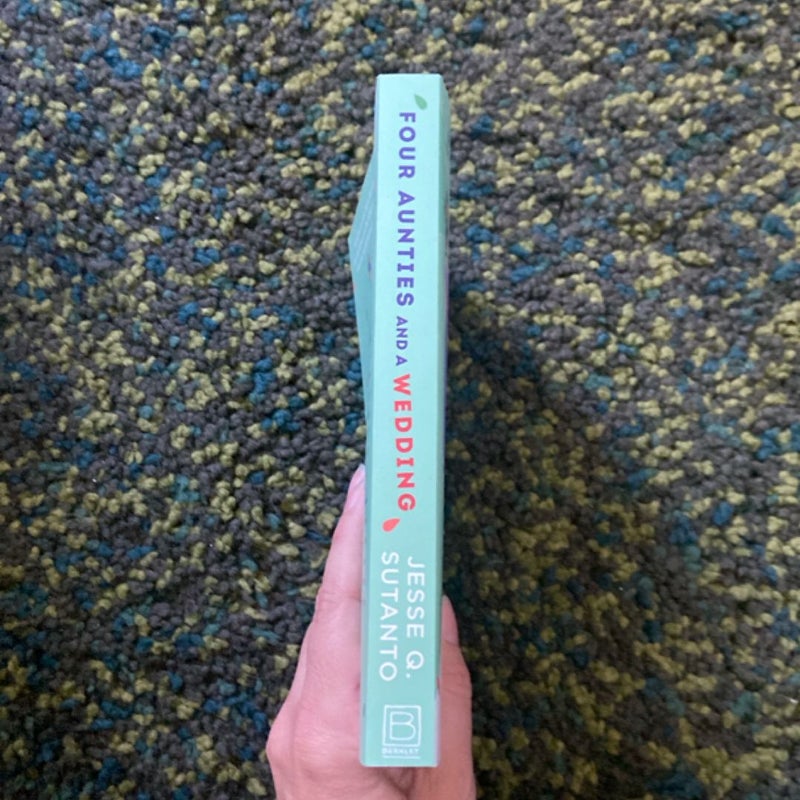 FOUR AUNTIES AND A WEDDING
JESSE Q.
SUTANTO
B
BERKLEY